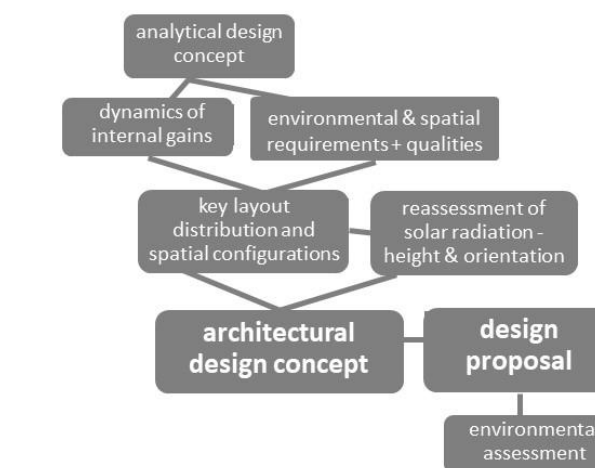 analytical design
concept
dynamics of
internal gains
environmental & spatial
requirements + qualities
key layout
distribution and
spatial configurations
reassessment of
solar radiation -
height & orientation
architectural
design concept
design
proposal
environmenta
assessment